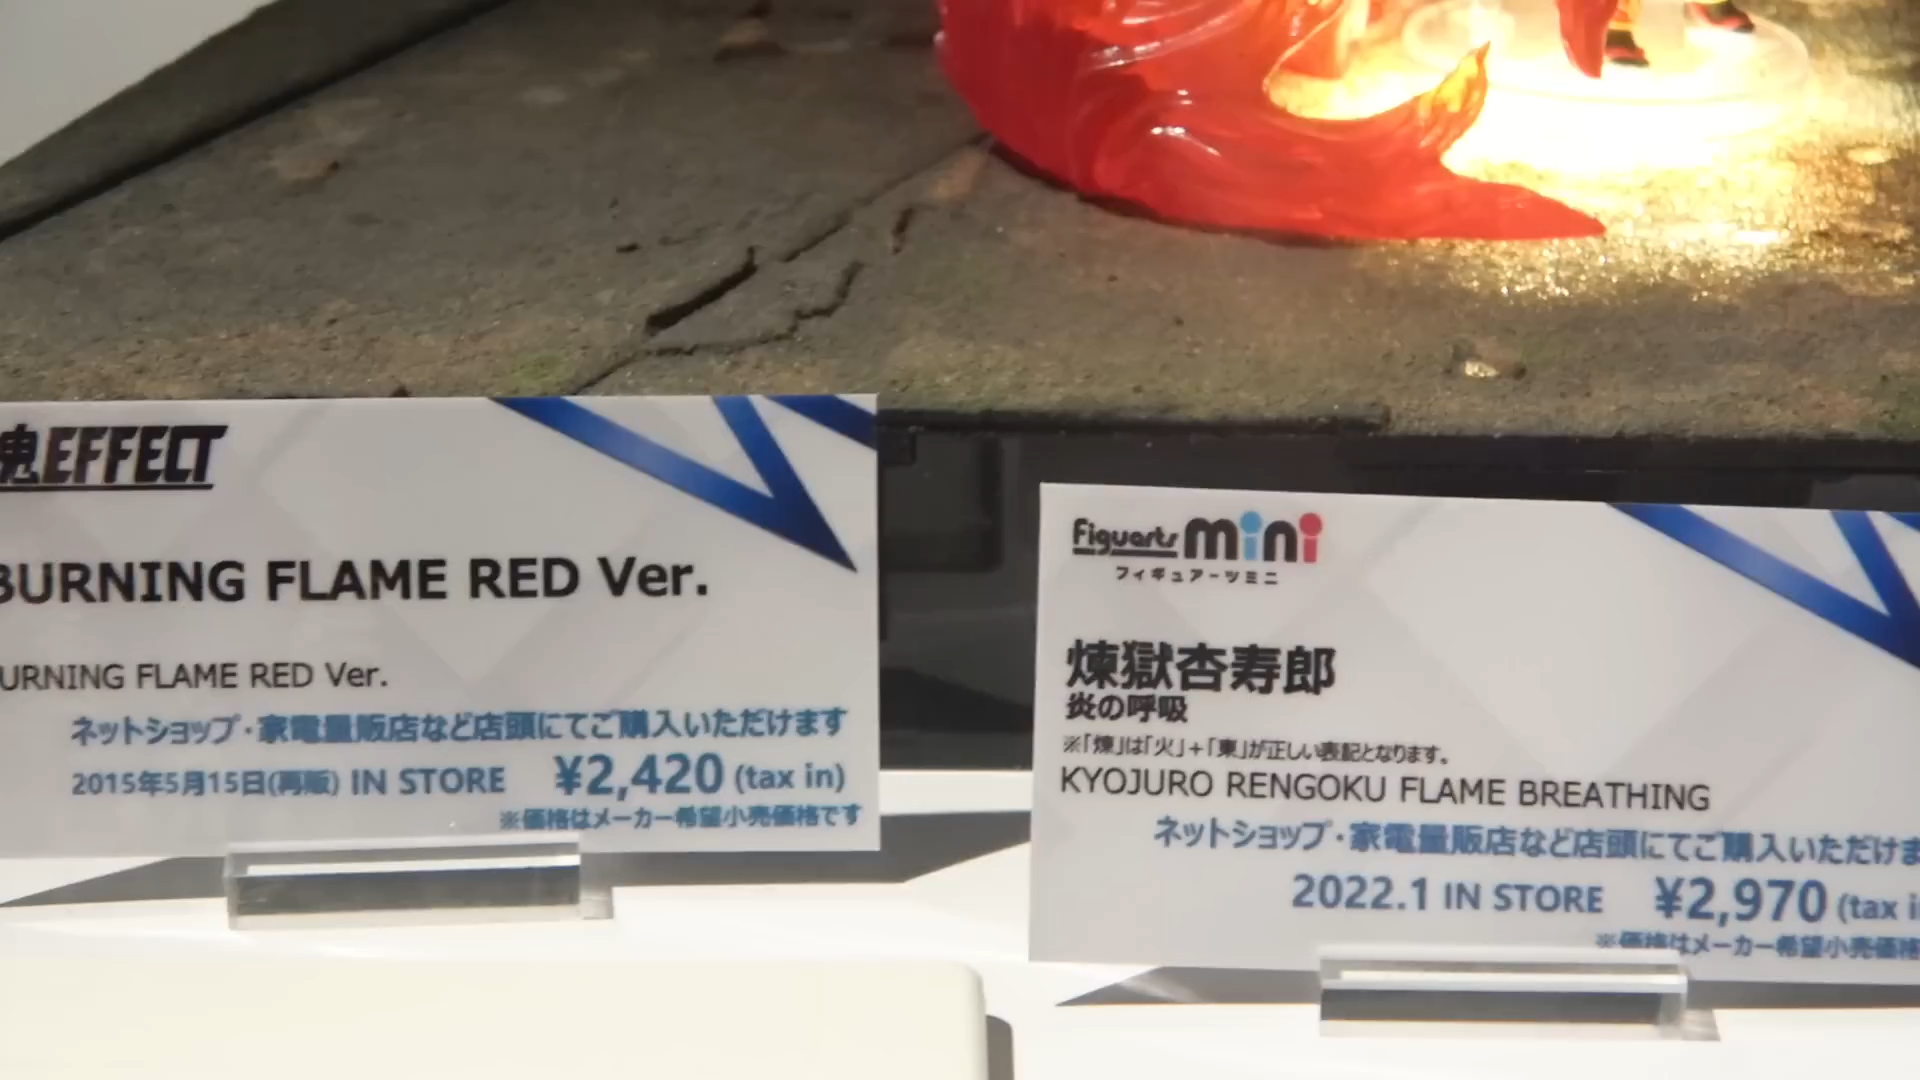 魂EFFECT
BURNING FLAME RED Ver.
URNING FLAME RED Ver.
ネットショップ・家電量販店など店頭にてご購入いただけます
2015年5月15日(再販) IN STORE ¥2,420 (tax in)
※価格はメーカー希望小売価格です
Figuarts mini
フィギュアーツミニ
煉獄杏寿郎
炎の呼吸
※「煉」は「火」+「東」が正しい表記となります。
KYOJURO RENGOKU FLAME BREATHING
ネットショップ・家電量販店など店頭にてご購入いただけま
2022.1 IN STORE ¥2,970 (tax i
※価格はメーカー希望小売価格